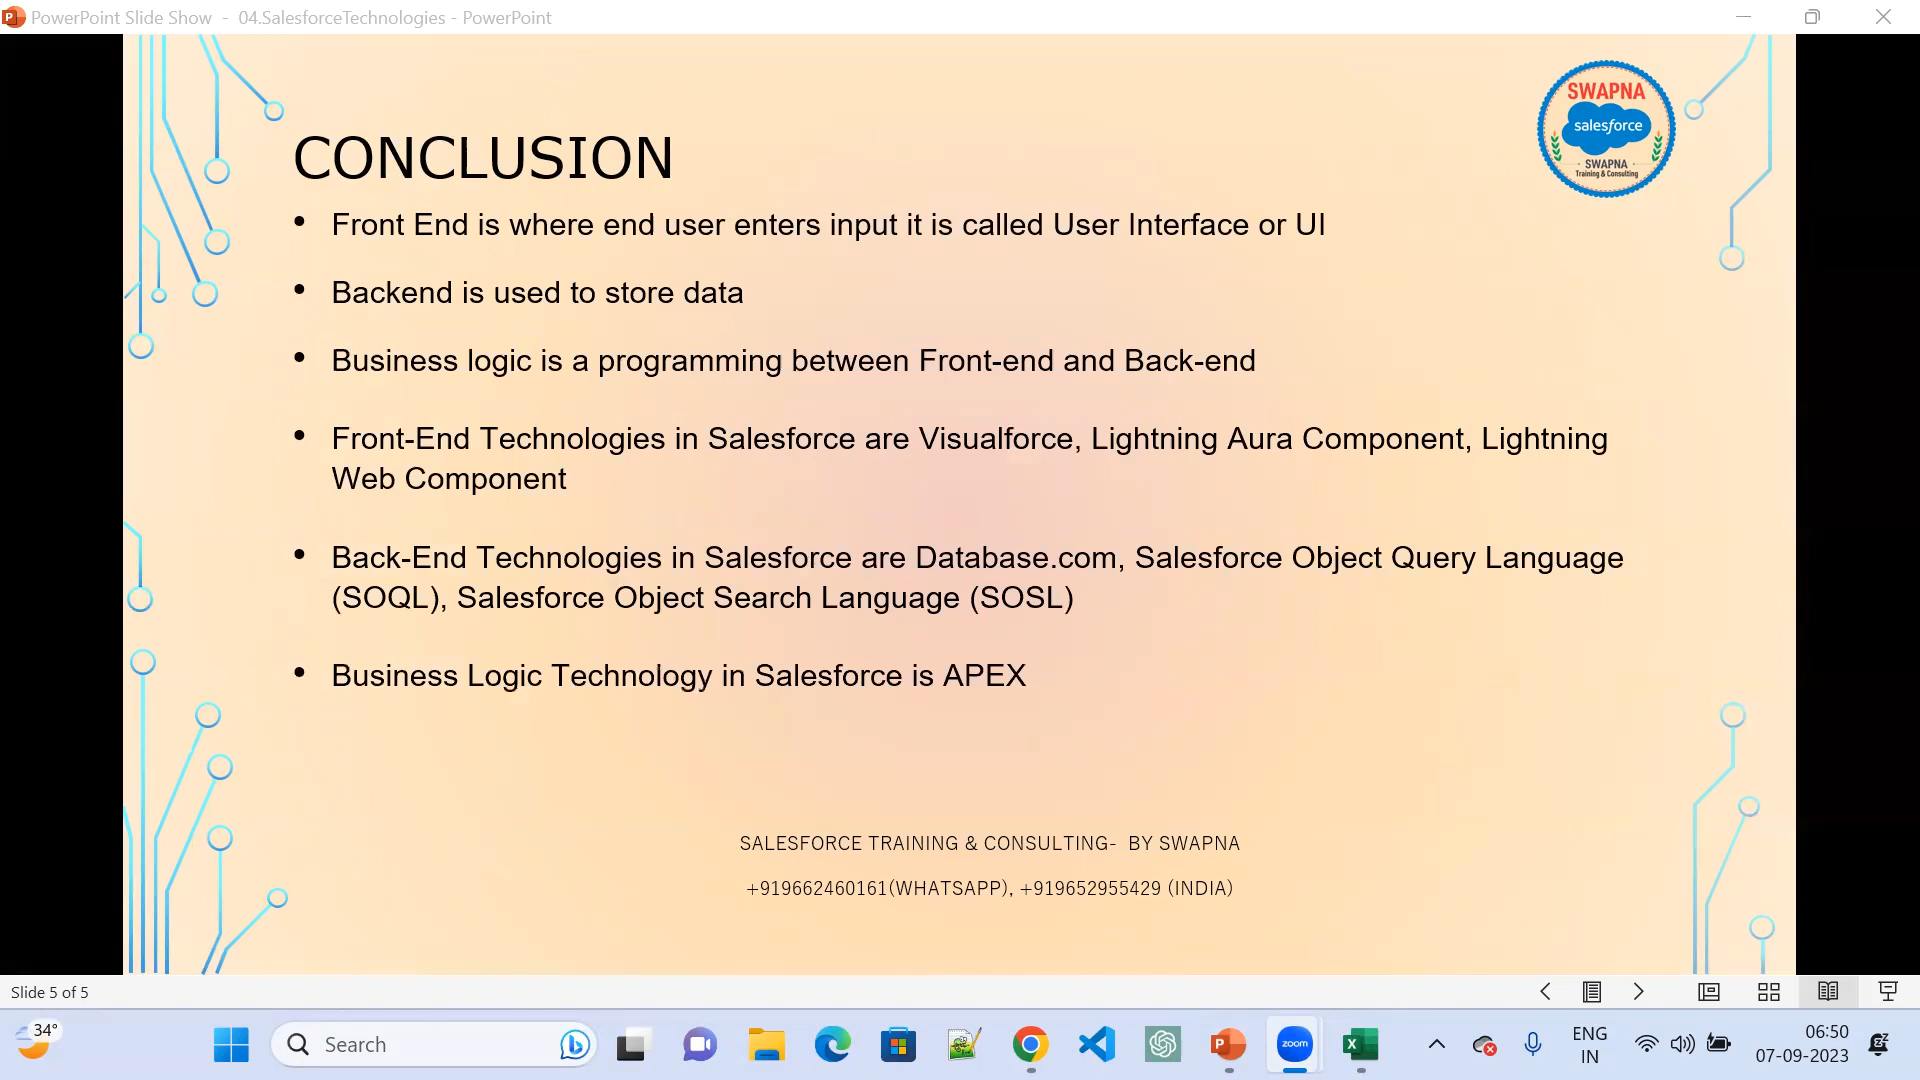 PowerPoint Slide Show - 04.SalesforceTechnologies - PowerPoint
SWAPNA
salesforce
SWAPNA
Training & Consulting
CONCLUSION
• Front End is where end user enters input it is called User Interface or UI
• Backend is used to store data
• Business logic is a programming between Front-end and Back-end
• Front-End Technologies in Salesforce are Visualforce, Lightning Aura Component, Lightning
Web Component
• Back-End Technologies in Salesforce are Database.com, Salesforce Object Query Language
(SOQL), Salesforce Object Search Language (SOSL)
• Business Logic Technology in Salesforce is APEX
SALESFORCE TRAINING & CONSULTING- BY SWAPNA
+919662460161(WHATSAPP), +919652955429 (INDIA)
Slide 5 of 5
34°
Search
zoom
ENG
IN
06:50
07-09-2023